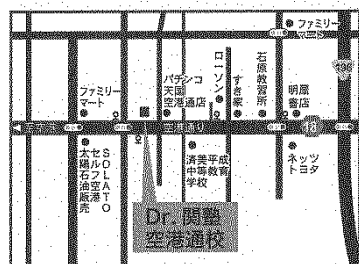 ファミリー
マート
196
ファミリー
マート
パチンコ
天国
空港通店
ローソン
すき家
石原教習所
明屋
書店
空港通り
SOLATO
セルフ空港
太陽石油販売
済美平成
中等教育
学校
ネッツ
トヨタ
Dr.関塾
空港通校